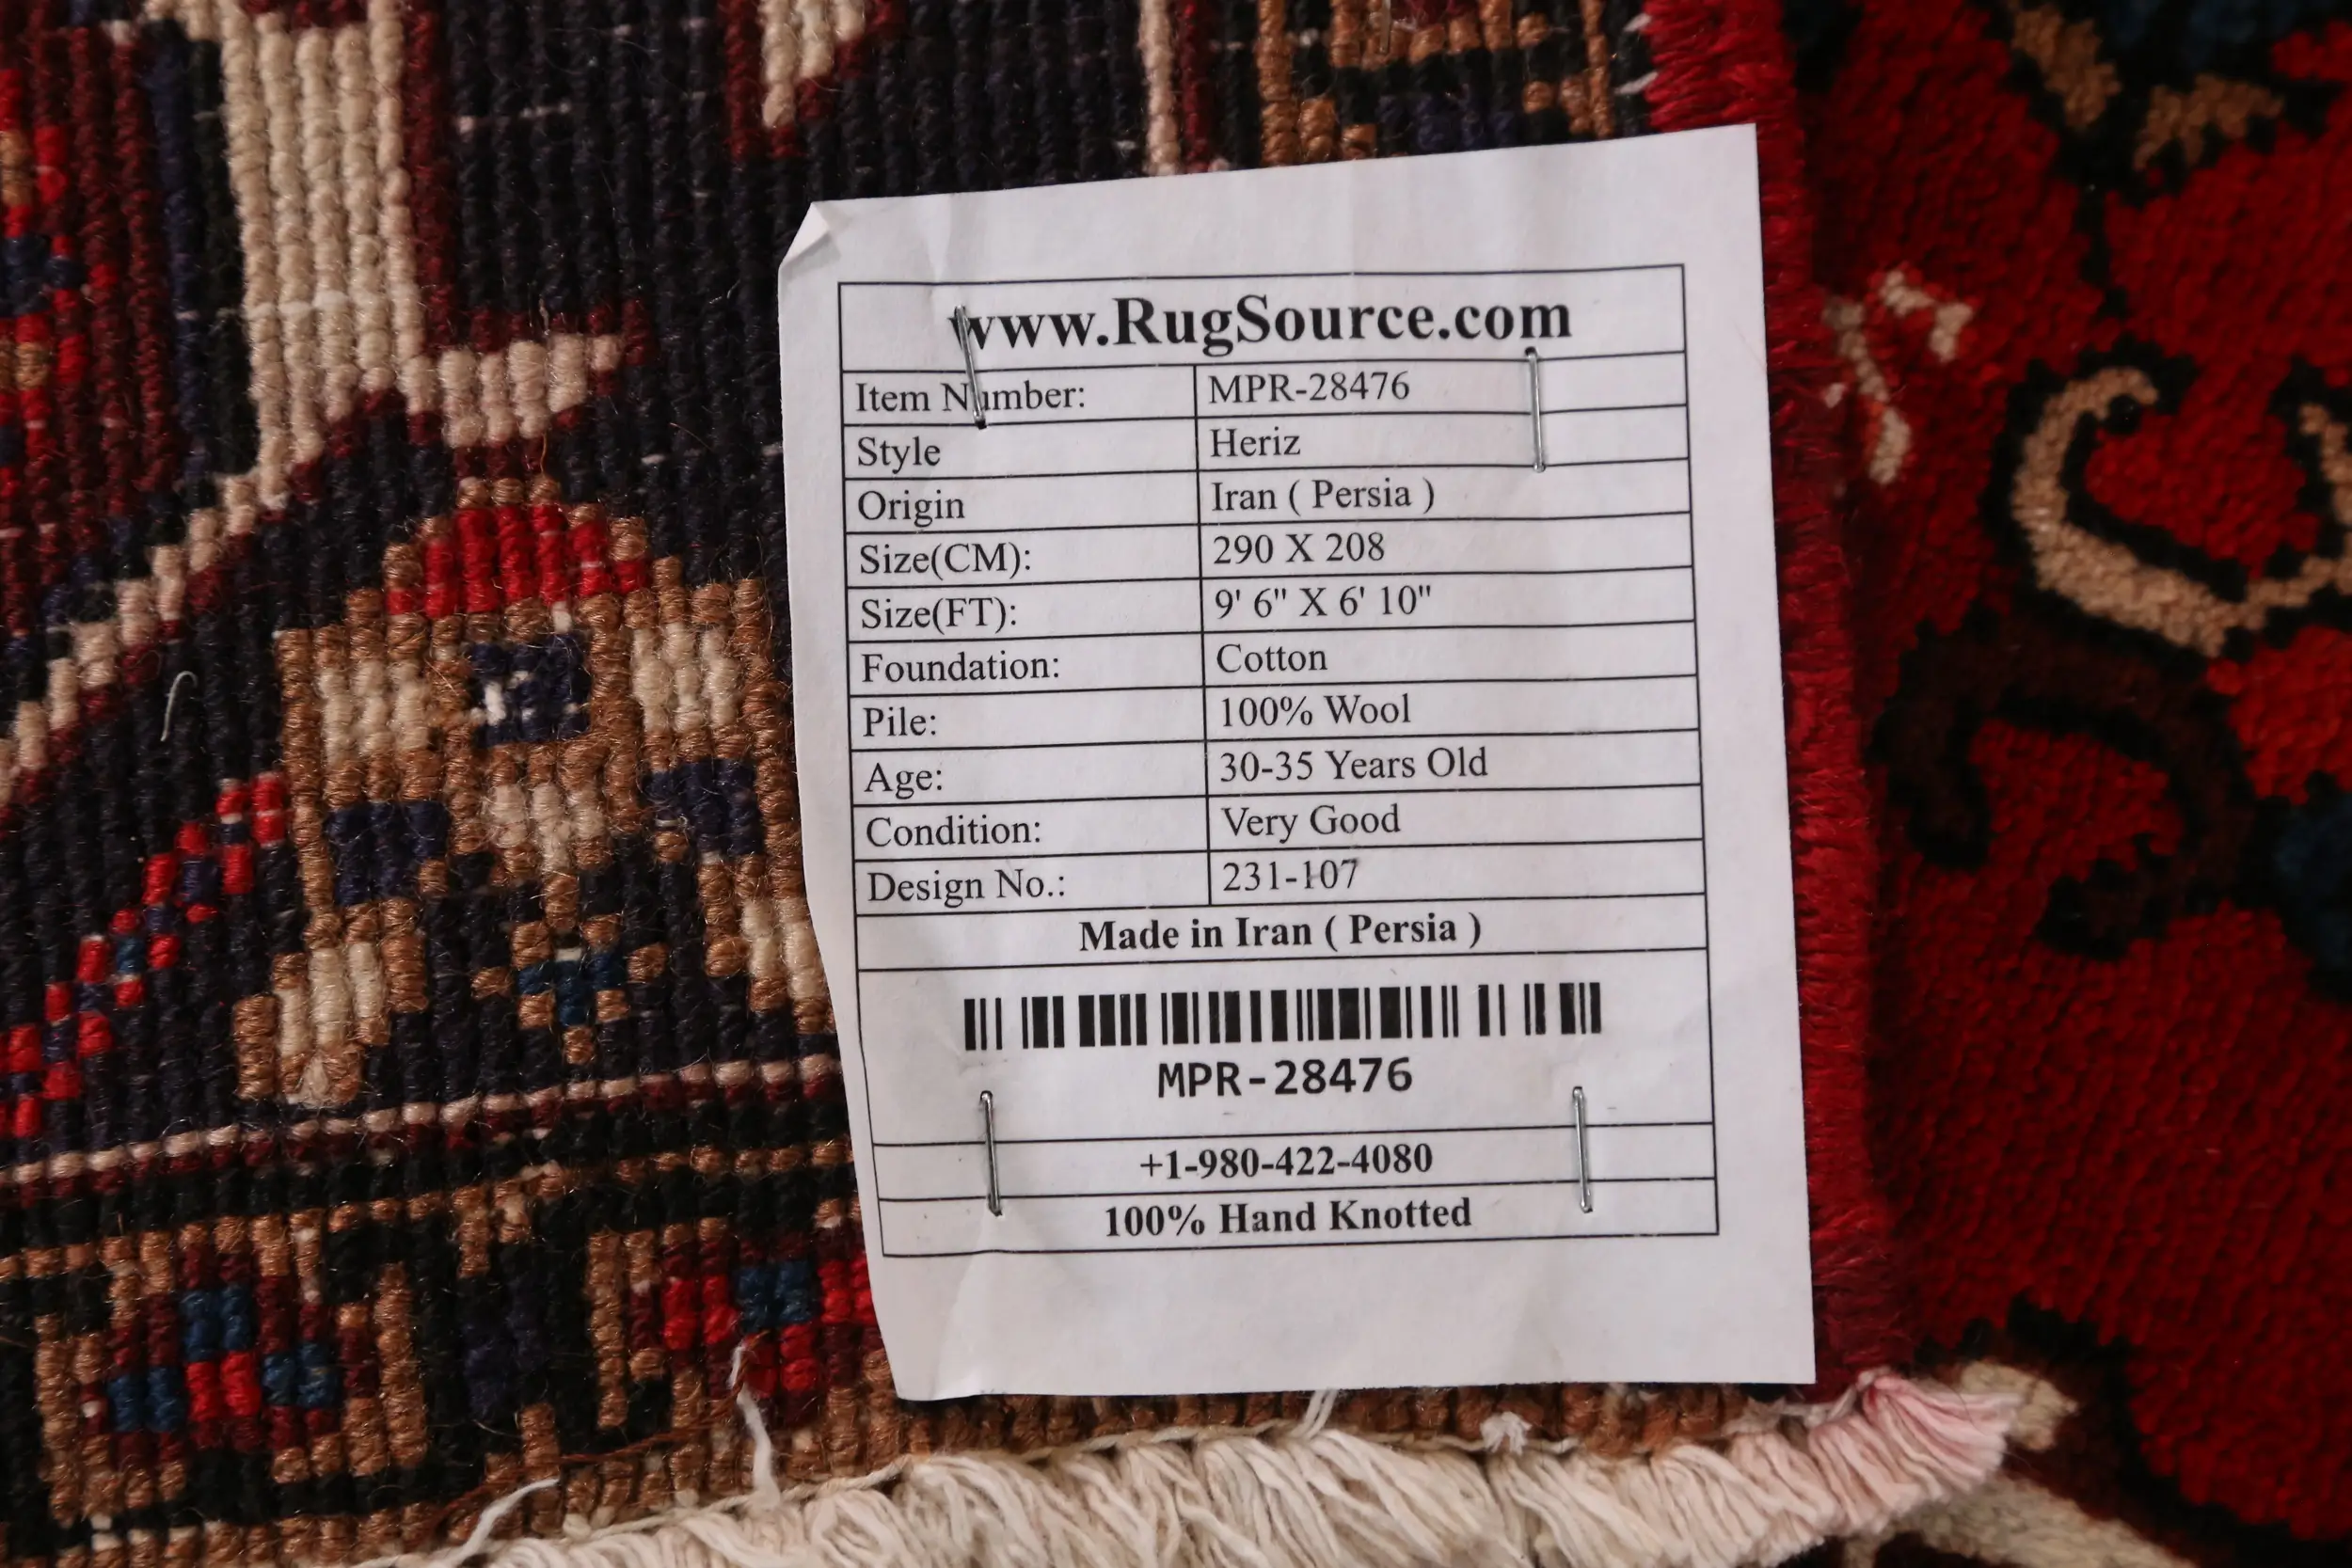 www.RugSource.com
Item Number: MPR-28476
Style Heriz
Origin Iran ( Persia )
Size(CM): 290 X 208
Size(FT): 9' 6" X 6' 10"
Foundation: Cotton
Pile: 100% Wool
Age: 30-35 Years Old
Condition: Very Good
Design No.: 231-107
Made in Iran ( Persia )
MPR-28476
+1-980-422-4080
100% Hand Knotted